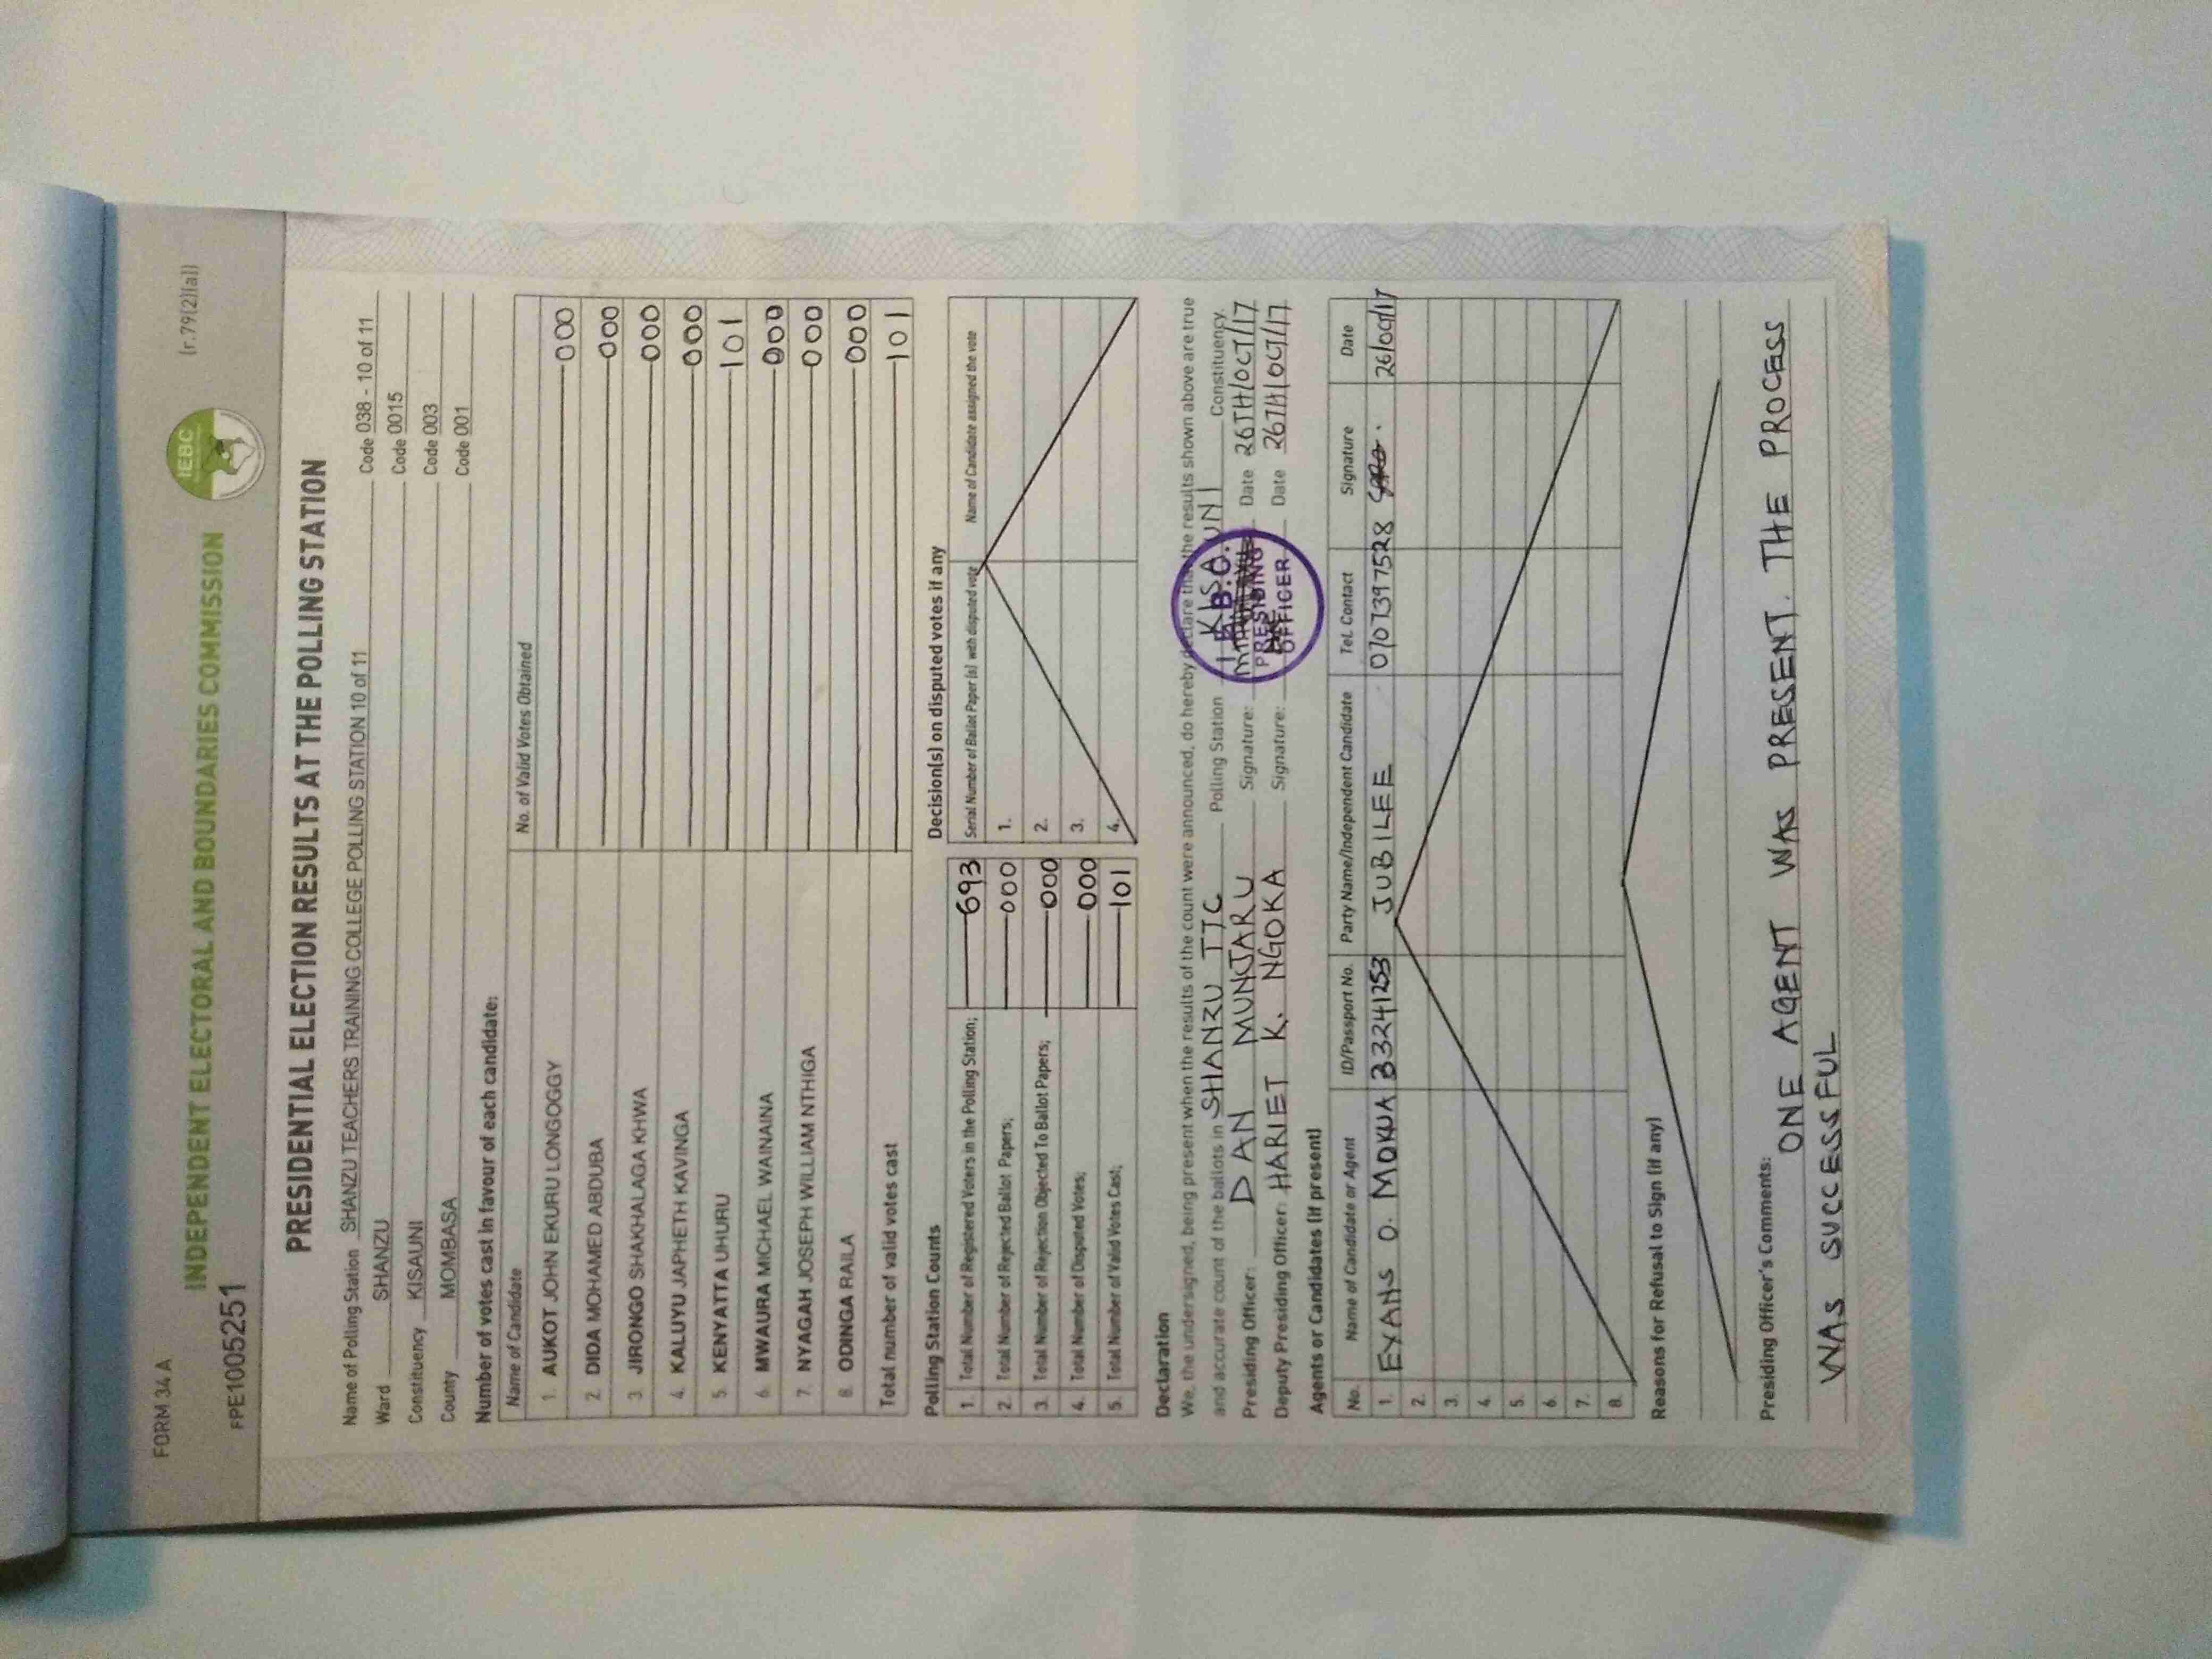 FORM 34 A
(r.79(2)(a))
INDEPENDENT ELECTORAL AND BOUNDARIES COMMISSION
IEBC
FPE1005251
PRESIDENTIAL ELECTION RESULTS AT THE POLLING STATION
Name of Polling Station SHANZU TEACHERS TRAINING COLLEGE POLLING STATION 10 of 11 Code 038 - 10 of 11
Ward SHANZU Code 0015
Constituency KISAUNI Code 003
County MOMBASA Code 001
Number of votes cast in favour of each candidate:
Name of Candidate No. of Valid Votes Obtained
1. AUKOT JOHN EKURU LONGOGGY 000
2. DIDA MOHAMED ABDUBA 000
3. JIRONGO SHAKHALAGA KHWA 000
4. KALUYU JAPHETH KAVINGA 000
5. KENYATTA UHURU 101
6. MWAURA MICHAEL WAINAINA 000
7. NYAGAH JOSEPH WILLIAM NTHIGA 000
8. ODINGA RAILA 000
Total number of valid votes cast 101
Polling Station Counts
1. Total Number of Registered Voters in the Polling Station; 693
2. Total Number of Rejected Ballot Papers; 000
3. Total Number of Rejection Objected To Ballot Papers; 000
4. Total Number of Disputed Votes; 000
5. Total Number of Valid Votes Cast; 101
Decision(s) on disputed votes if any
Serial Number of Ballot Paper (s) with disputed vote Name of Candidate assigned the vote
1.
2.
3.
4.
Declaration
We, the undersigned, being present when the results of the count were announced, do hereby declare that the results shown above are true
and accurate count of the ballots in SHANZU TTC Polling Station KISAUNI Constituency.
Presiding Officer: DAN MUNJARU Signature: Date 26TH/OCT/17
Deputy Presiding Officer: HARIET K. NGOKA Signature: Date 26TH/OCT/17
I.E.B.C.
PRESIDING
OFFICER
Agents or Candidates (if present)
No. Name of Candidate or Agent ID/Passport No. Party Name/Independent Candidate Tel. Contact Signature Date
1. EVANS O. MOKUA 33241253 JUBILEE 0707397528
2.
3.
4.
5.
6.
7.
8.
Reasons for Refusal to Sign (if any)
Presiding Officer's Comments:
ONE AGENT WAS PRESENT. THE PROCESS
WAS SUCCESSFUL